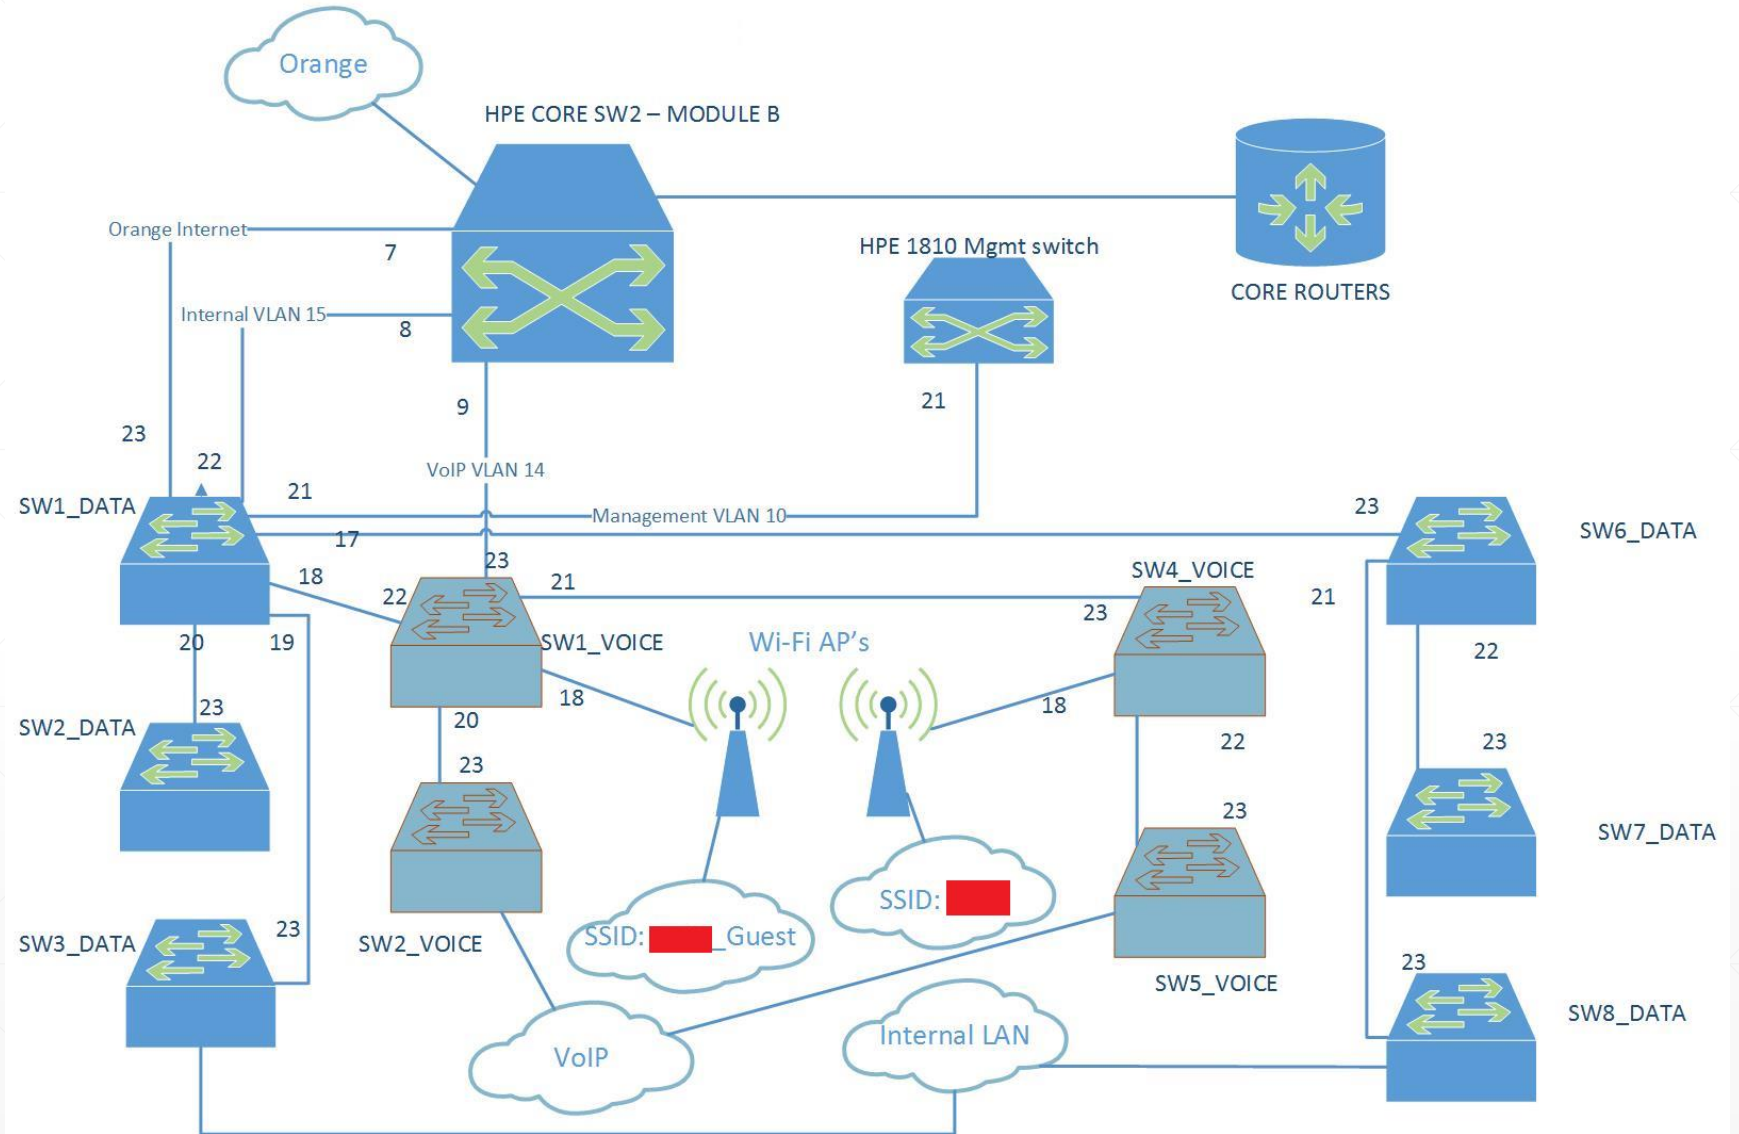 Orange
HPE CORE SW2 – MODULE B
Orange Internet
7
HPE 1810 Mgmt switch
CORE ROUTERS
Internal VLAN 15
8
21
9
23
22
VoIP VLAN 14
SW1_DATA
21
Management VLAN 10
23
SW6_DATA
17
23
18
22
21
SW4_VOICE
23
21
20
19
SW1_VOICE
Wi-Fi AP's
22
18
18
23
20
22
SW2_DATA
23
23
23
SW7_DATA
SSID:
SSID: _Guest
23
SW3_DATA
SW2_VOICE
23
SW5_VOICE
SW8_DATA
Internal LAN
VoIP